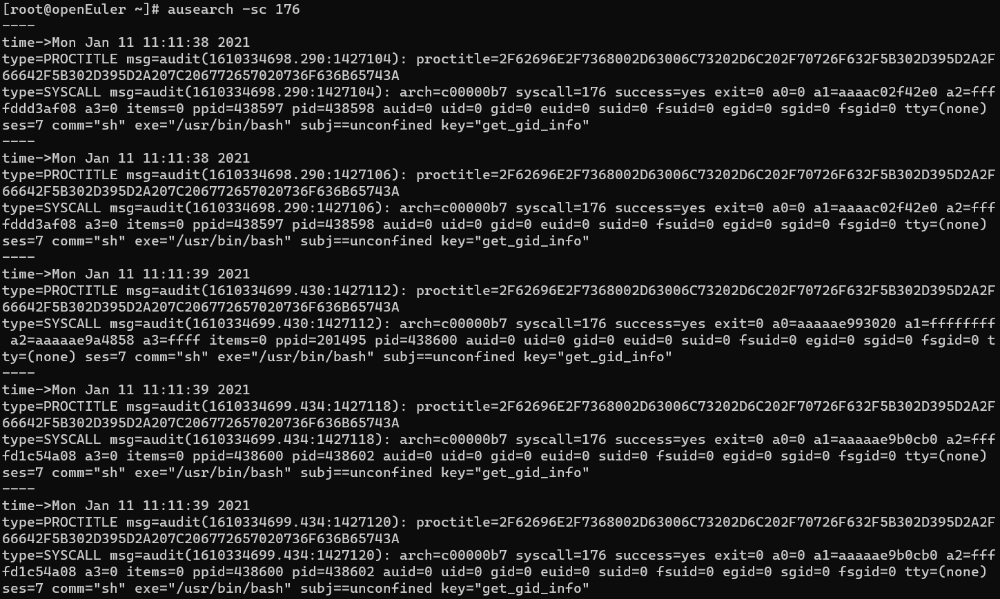 [root@openEuler ~]# ausearch -sc 176
----
time->Mon Jan 11 11:11:38 2021
type=PROCTITLE msg=audit(1610334698.290:1427104): proctitle=2F62696E2F7368002D63006C73202D6C202F70726F632F5B302D395D2A2F
66642F5B302D395D2A207C206772657020736F636B65743A
type=SYSCALL msg=audit(1610334698.290:1427104): arch=c00000b7 syscall=176 success=yes exit=0 a0=0 a1=aaaac02f42e0 a2=fff
fddd3af08 a3=0 items=0 ppid=438597 pid=438598 auid=0 uid=0 gid=0 euid=0 suid=0 fsuid=0 egid=0 sgid=0 fsgid=0 tty=(none)
ses=7 comm="sh" exe="/usr/bin/bash" subj==unconfined key="get_gid_info"
----
time->Mon Jan 11 11:11:38 2021
type=PROCTITLE msg=audit(1610334698.290:1427106): proctitle=2F62696E2F7368002D63006C73202D6C202F70726F632F5B302D395D2A2F
66642F5B302D395D2A207C206772657020736F636B65743A
type=SYSCALL msg=audit(1610334698.290:1427106): arch=c00000b7 syscall=176 success=yes exit=0 a0=0 a1=aaaac02f42e0 a2=fff
fddd3af08 a3=0 items=0 ppid=438597 pid=438598 auid=0 uid=0 gid=0 euid=0 suid=0 fsuid=0 egid=0 sgid=0 fsgid=0 tty=(none)
ses=7 comm="sh" exe="/usr/bin/bash" subj==unconfined key="get_gid_info"
----
time->Mon Jan 11 11:11:39 2021
type=PROCTITLE msg=audit(1610334699.430:1427112): proctitle=2F62696E2F7368002D63006C73202D6C202F70726F632F5B302D395D2A2F
66642F5B302D395D2A207C206772657020736F636B65743A
type=SYSCALL msg=audit(1610334699.430:1427112): arch=c00000b7 syscall=176 success=yes exit=0 a0=aaaaae993020 a1=ffffffff
a2=aaaaae9a4858 a3=ffff items=0 ppid=201495 pid=438600 auid=0 uid=0 gid=0 euid=0 suid=0 fsuid=0 egid=0 sgid=0 fsgid=0 t
ty=(none) ses=7 comm="sh" exe="/usr/bin/bash" subj==unconfined key="get_gid_info"
----
time->Mon Jan 11 11:11:39 2021
type=PROCTITLE msg=audit(1610334699.434:1427118): proctitle=2F62696E2F7368002D63006C73202D6C202F70726F632F5B302D395D2A2F
66642F5B302D395D2A207C206772657020736F636B65743A
type=SYSCALL msg=audit(1610334699.434:1427118): arch=c00000b7 syscall=176 success=yes exit=0 a0=0 a1=aaaaae9b0cb0 a2=fff
fd1c54a08 a3=0 items=0 ppid=438600 pid=438602 auid=0 uid=0 gid=0 euid=0 suid=0 fsuid=0 egid=0 sgid=0 fsgid=0 tty=(none)
ses=7 comm="sh" exe="/usr/bin/bash" subj==unconfined key="get_gid_info"
----
time->Mon Jan 11 11:11:39 2021
type=PROCTITLE msg=audit(1610334699.434:1427120): proctitle=2F62696E2F7368002D63006C73202D6C202F70726F632F5B302D395D2A2F
66642F5B302D395D2A207C206772657020736F636B65743A
type=SYSCALL msg=audit(1610334699.434:1427120): arch=c00000b7 syscall=176 success=yes exit=0 a0=0 a1=aaaaae9b0cb0 a2=fff
fd1c54a08 a3=0 items=0 ppid=438600 pid=438602 auid=0 uid=0 gid=0 euid=0 suid=0 fsuid=0 egid=0 sgid=0 fsgid=0 tty=(none)
ses=7 comm="sh" exe="/usr/bin/bash" subj==unconfined key="get_gid_info"